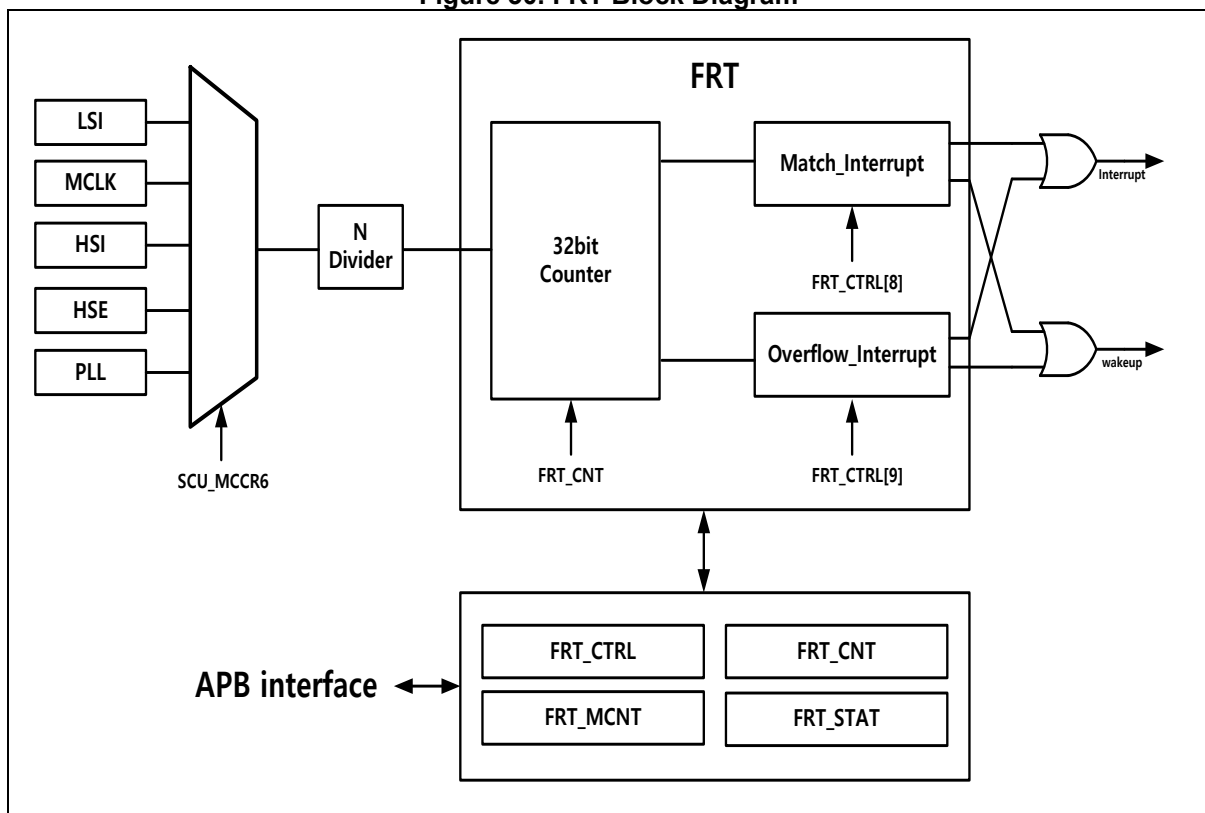 FRT
LSI
MCLK
HSI
HSE
PLL
N
Divider
32bit
Counter
Match_Interrupt
Overflow_Interrupt
FRT_CTRL[8]
FRT_CTRL[9]
Interrupt
wakeup
SCU_MCCR6
FRT_CNT
APB interface
FRT_CTRL
FRT_CNT
FRT_MCNT
FRT_STAT